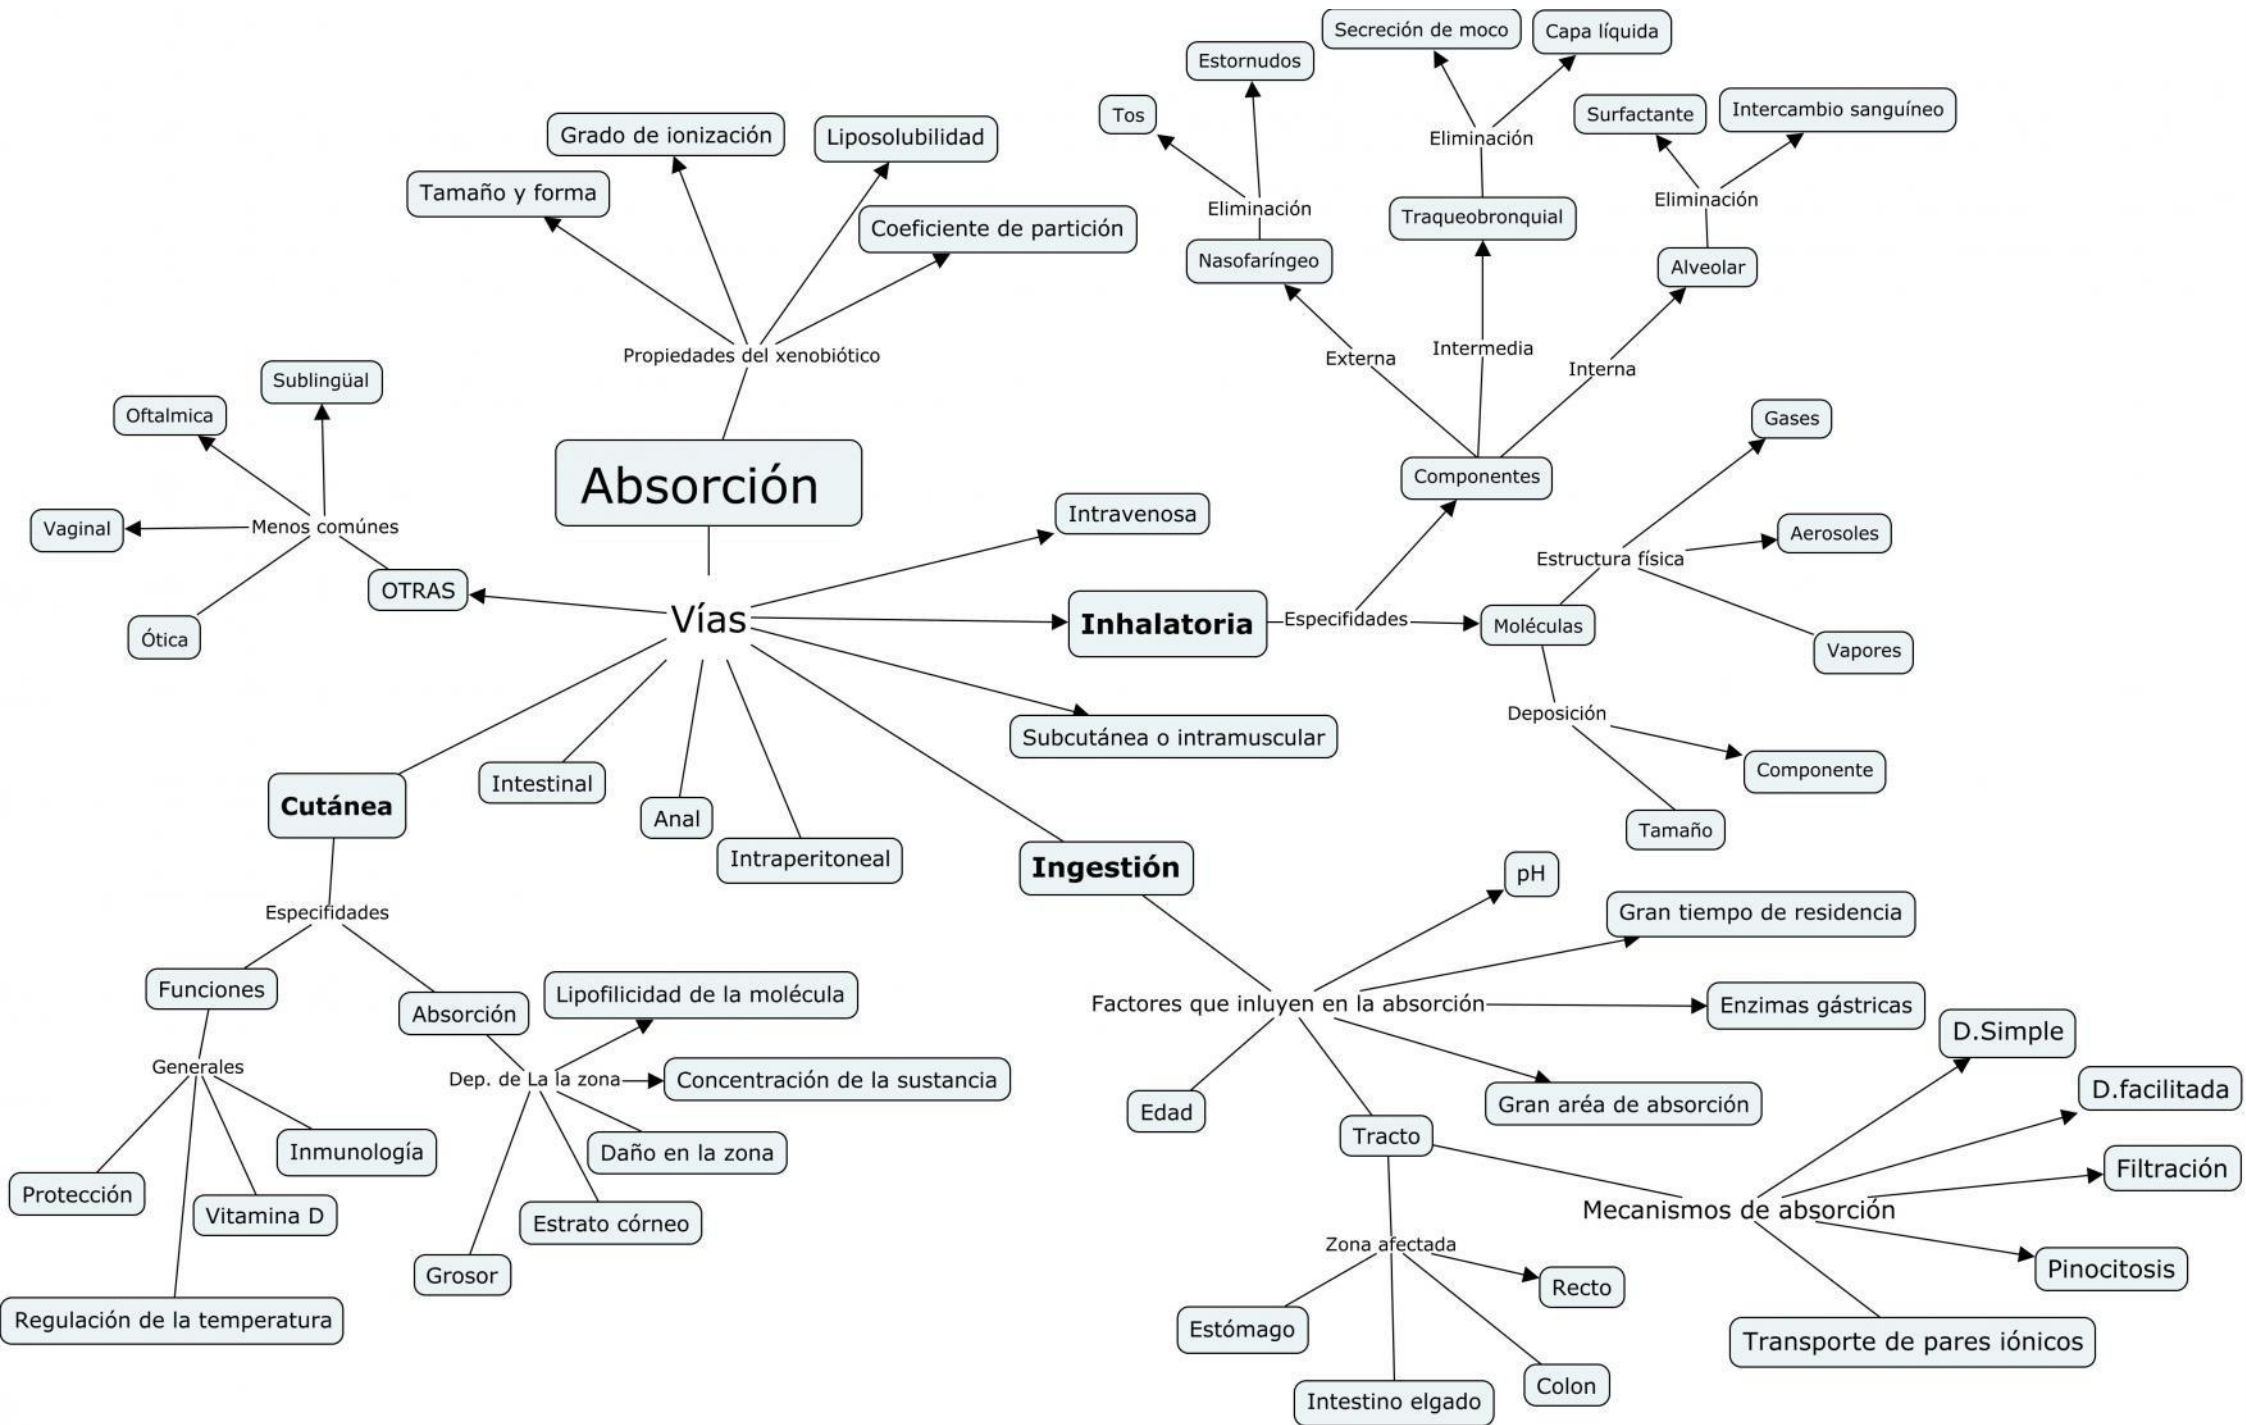 Secreción de moco
Capa líquida
Estornudos
Tos
Surfactante
Intercambio sanguíneo
Grado de ionización
Liposolubilidad
Eliminación
Tamaño y forma
Eliminación
Eliminación
Traqueobronquial
Coeficiente de partición
Nasofaríngeo
Alveolar
Propiedades del xenobiótico
Externa
Intermedia
Interna
Sublingüal
Oftalmica
Gases
Absorción
Componentes
Vaginal
Menos comúnes
Intravenosa
Aerosoles
Estructura física
OTRAS
Vías
Inhalatoria
Especifidades
Moléculas
Ótica
Vapores
Deposición
Subcutánea o intramuscular
Componente
Intestinal
Cutánea
Anal
Tamaño
Intraperitoneal
Ingestión
pH
Especifidades
Gran tiempo de residencia
Funciones
Lipofilicidad de la molécula
Absorción
Factores que inluyen en la absorción
Enzimas gástricas
D.Simple
Generales
Dep. de La la zona
Concentración de la sustancia
D.facilitada
Edad
Gran aréa de absorción
Tracto
Inmunología
Daño en la zona
Filtración
Protección
Vitamina D
Estrato córneo
Mecanismos de absorción
Zona afectada
Grosor
Recto
Pinocitosis
Regulación de la temperatura
Estómago
Transporte de pares iónicos
Colon
Intestino elgado